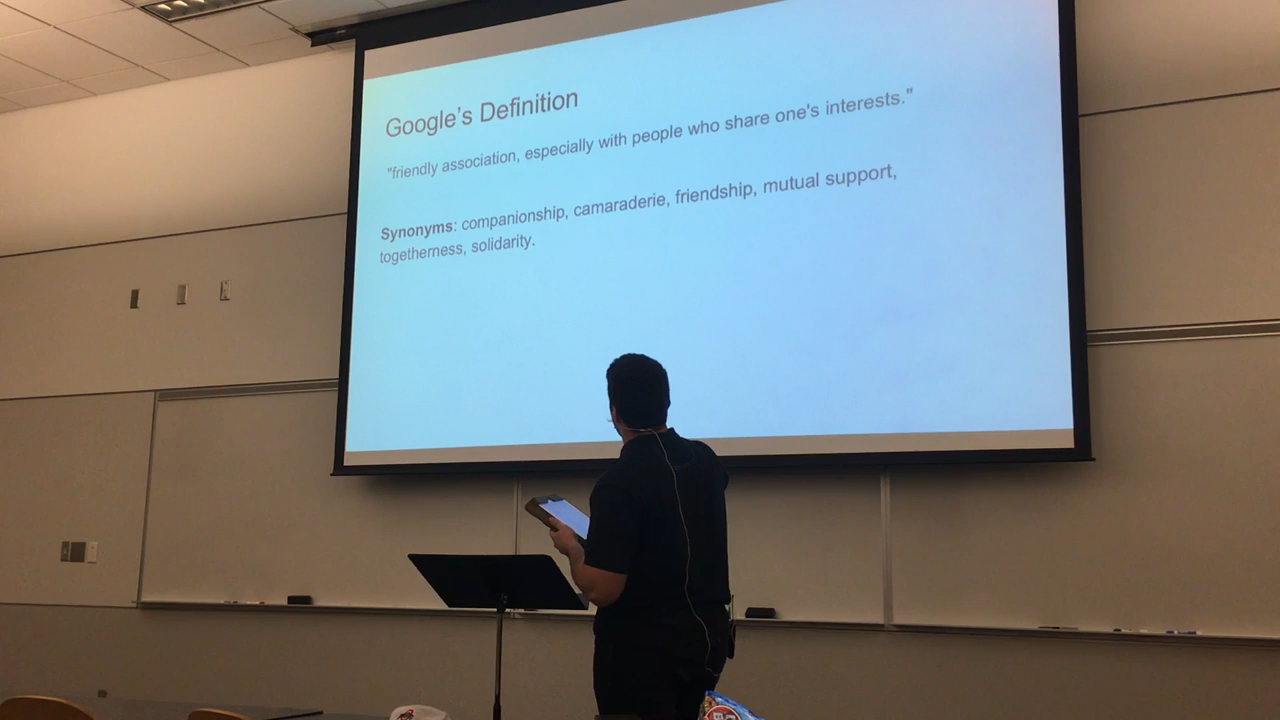 Google's Definition
"friendly association, especially with people who share one's interests."
Synonyms: companionship, camaraderie, friendship, mutual support,
togetherness, solidarity.